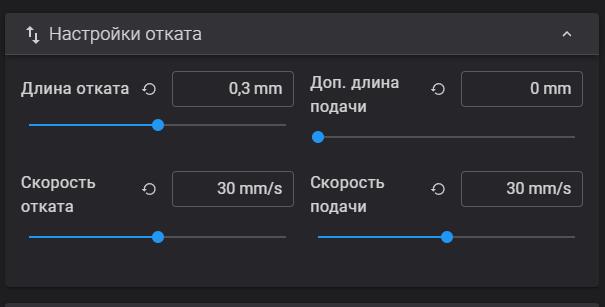 Настройки отката
Длина отката
0,3 mm
Доп. длина
подачи
0 mm
Скорость
отката
30 mm/s
Скорость
подачи
30 mm/s